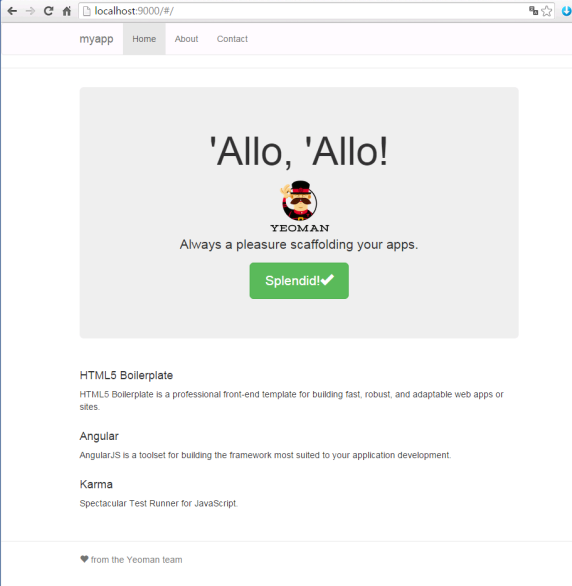 localhost:9000/#/
myapp Home About Contact
'Allo, 'Allo!
YEOMAN
Always a pleasure scaffolding your apps.
Splendid!
HTML5 Boilerplate
HTML5 Boilerplate is a professional front-end template for building fast, robust, and adaptable web apps or
sites.
Angular
AngularJS is a toolset for building the framework most suited to your application development.
Karma
Spectacular Test Runner for JavaScript.
from the Yeoman team